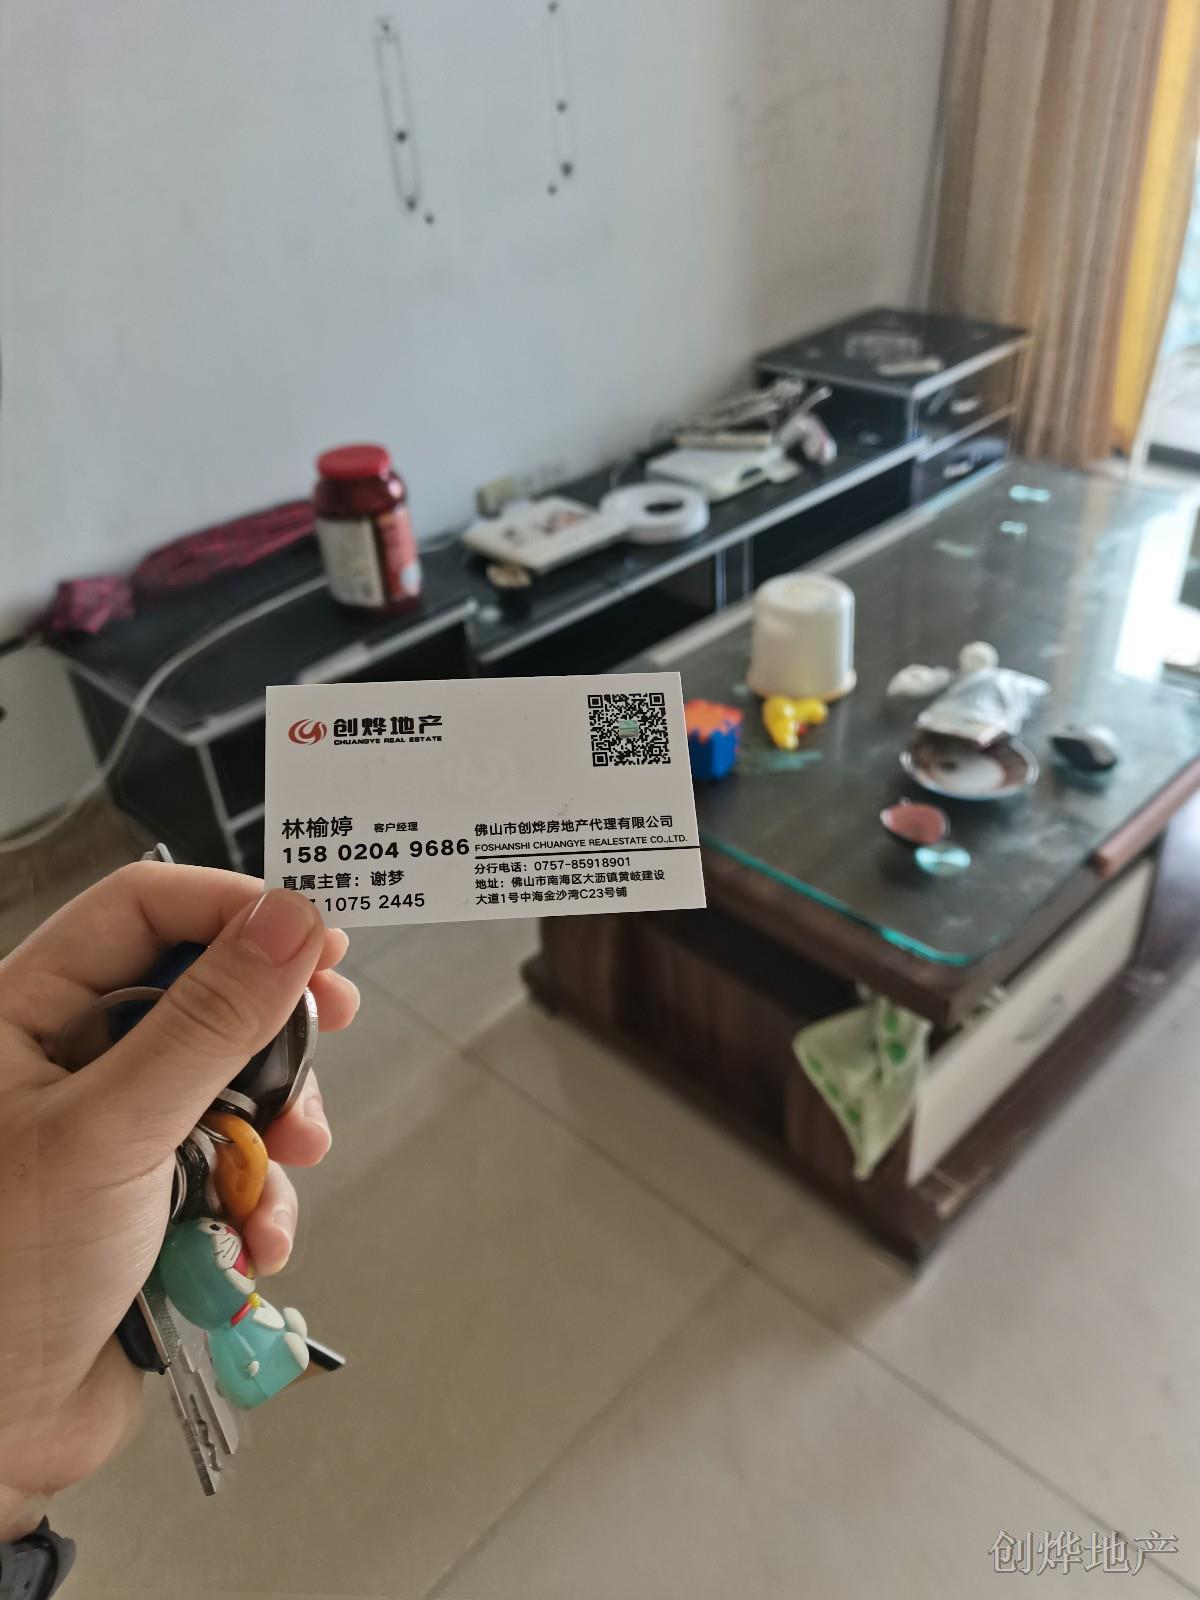 创烨地产
CHUANGYE REAL ESTATE
林榆婷 客户经理
158 0204 9686
直属主管：谢梦
1075 2445
佛山市创烨房地产代理有限公司
FOSHANSHI CHUANGYE REALESTATE CO.,LTD.
分行电话：0757-85918901
地址：佛山市南海区大沥镇黄岐建设
大道1号中海金沙湾C23号铺
创烨地产